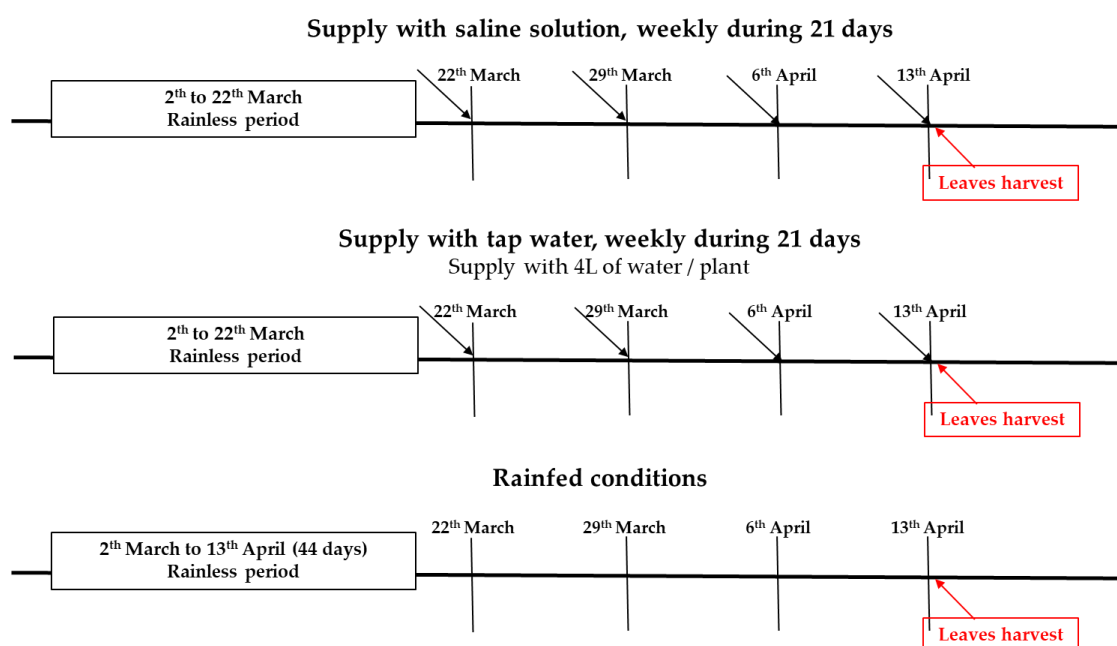 Supply with saline solution, weekly during 21 days
22th March
29th March
6th April
13th April
2th to 22th March
Rainless period
Leaves harvest
Supply with tap water, weekly during 21 days
Supply with 4L of water / plant
22th March
29th March
6th April
13th April
2th to 22th March
Rainless period
Leaves harvest
Rainfed conditions
22th March
29th March
6th April
13th April
2th March to 13th April (44 days)
Rainless period
Leaves harvest